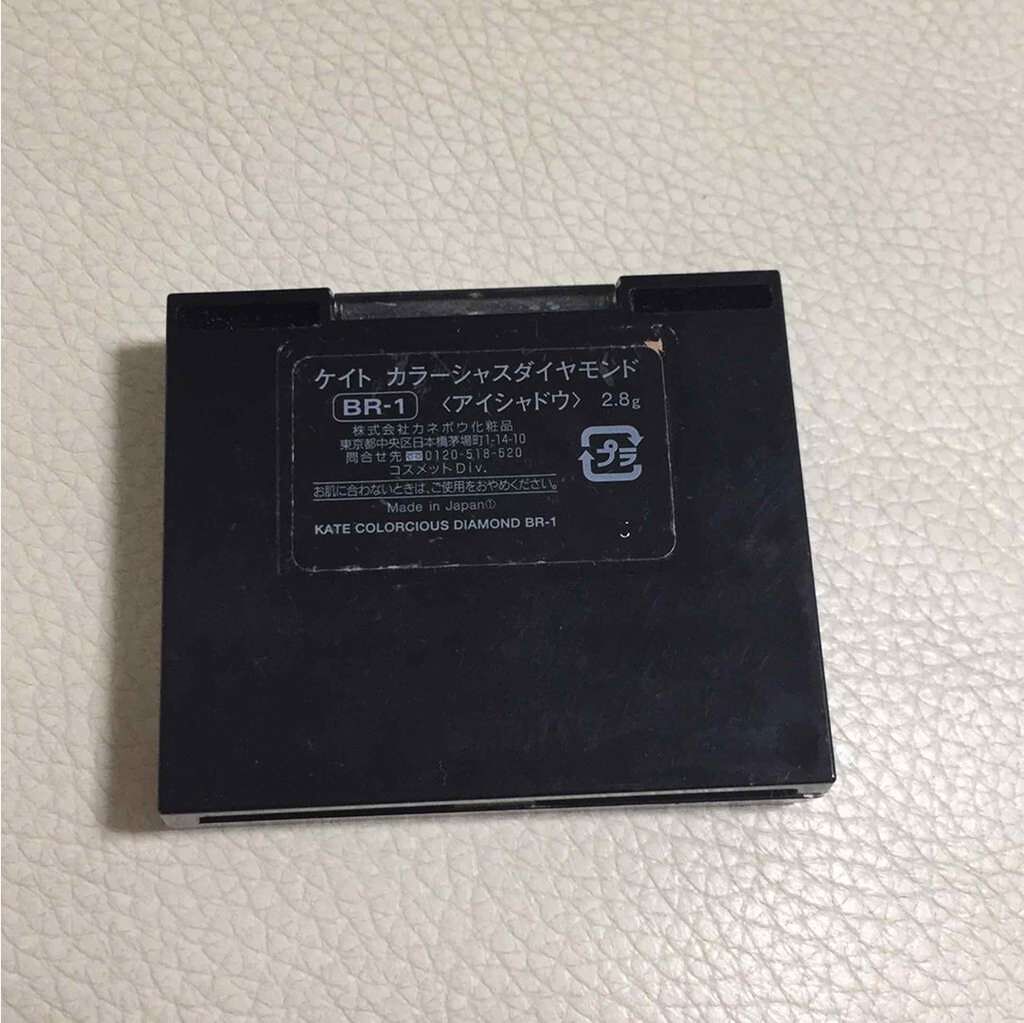 ケイト カラーシャスダイヤモンド
BR-1 〈アイシャドウ〉 2.8g
株式会社カネボウ化粧品
東京都中央区日本橋茅場町1-14-10
問合せ先 0120-518-520
コスメットDiv.
プラ
お肌に合わないときは、ご使用をおやめください。
Made in Japan①
KATE COLORCIOUS DIAMOND BR-1